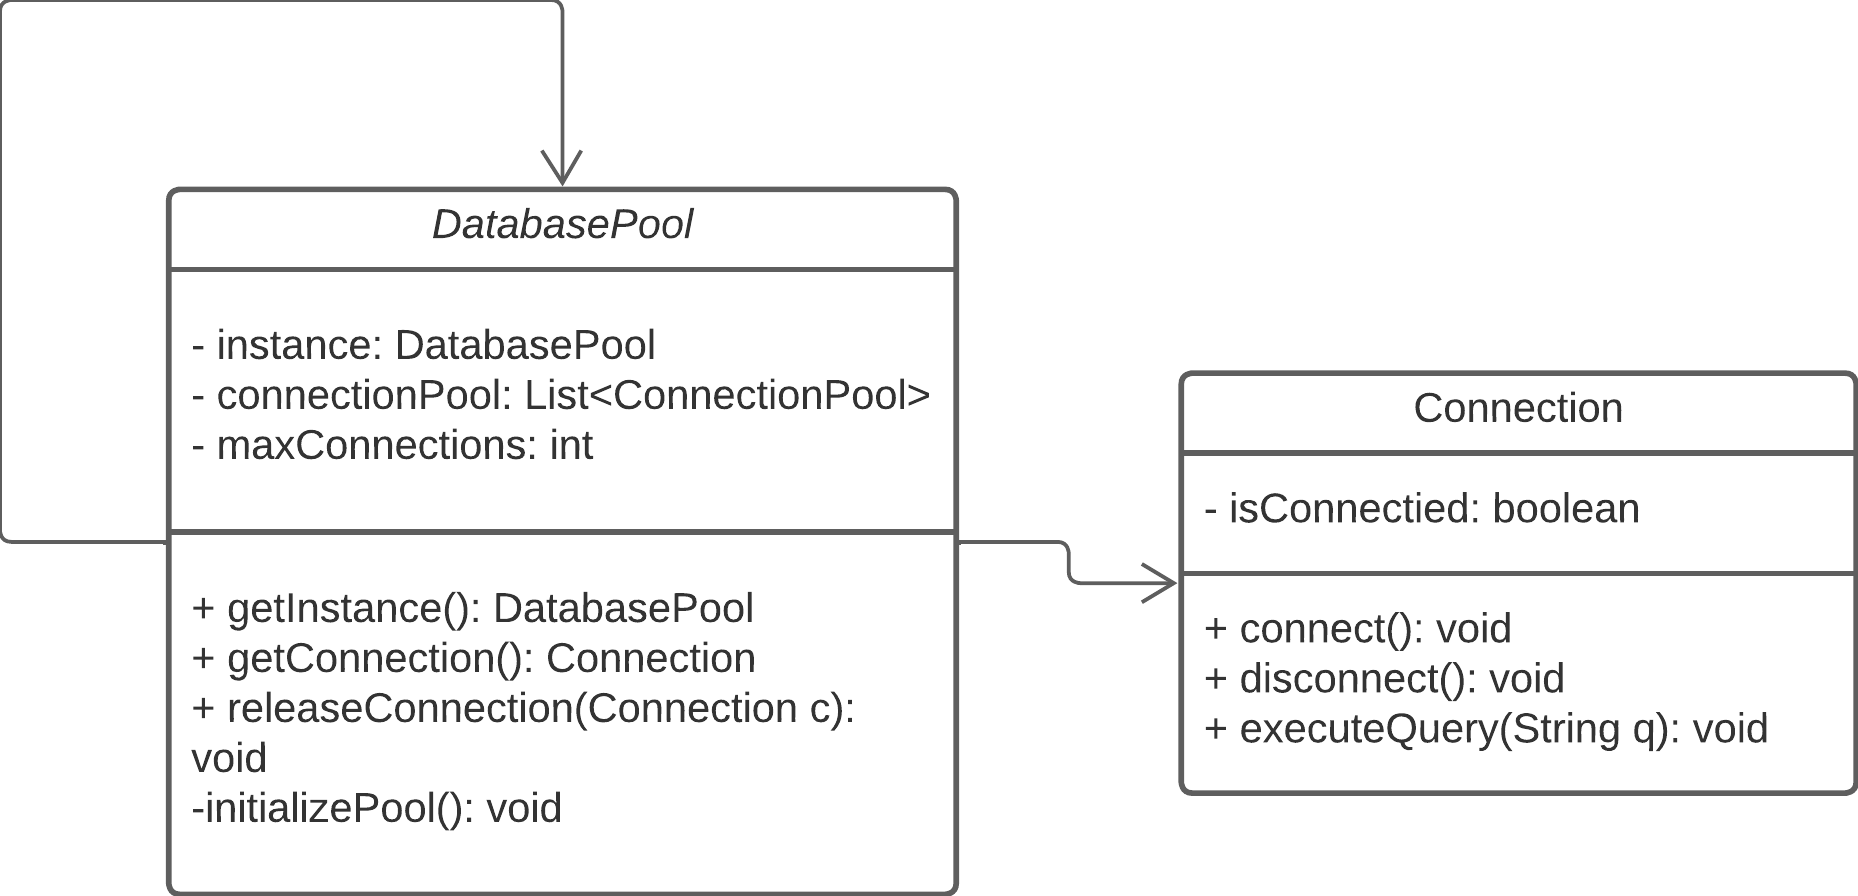 DatabasePool
- instance: DatabasePool
- connectionPool: List<ConnectionPool>
- maxConnections: int
+ getInstance(): DatabasePool
+ getConnection(): Connection
+ releaseConnection(Connection c):
void
-initializePool(): void
Connection
- isConnectied: boolean
+ connect(): void
+ disconnect(): void
+ executeQuery(String q): void